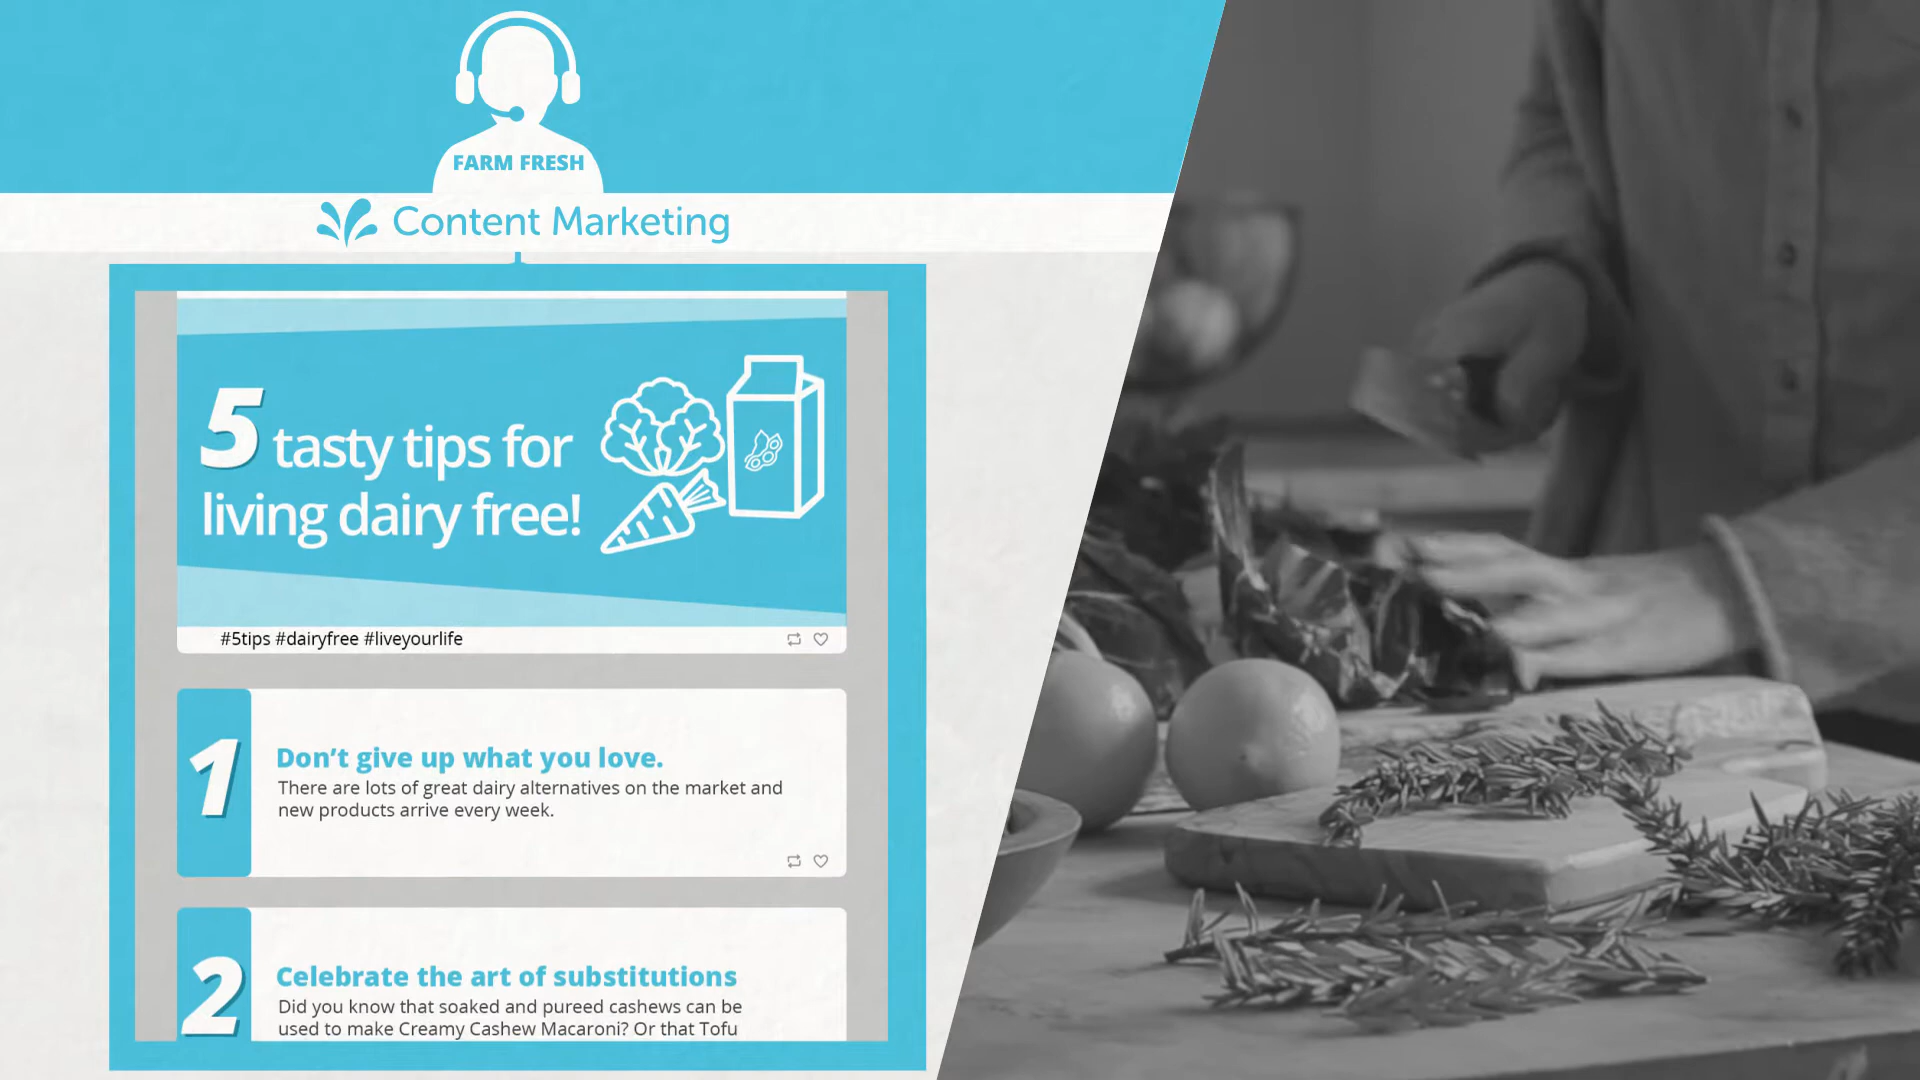 FARM FRESH
Content Marketing
5 tasty tips for
living dairy free!
#5tips #dairyfree #liveyourlife
1
Don’t give up what you love.
There are lots of great dairy alternatives on the market and
new products arrive every week.
2
Celebrate the art of substitutions
Did you know that soaked and pureed cashews can be
used to make Creamy Cashew Macaroni? Or that Tofu